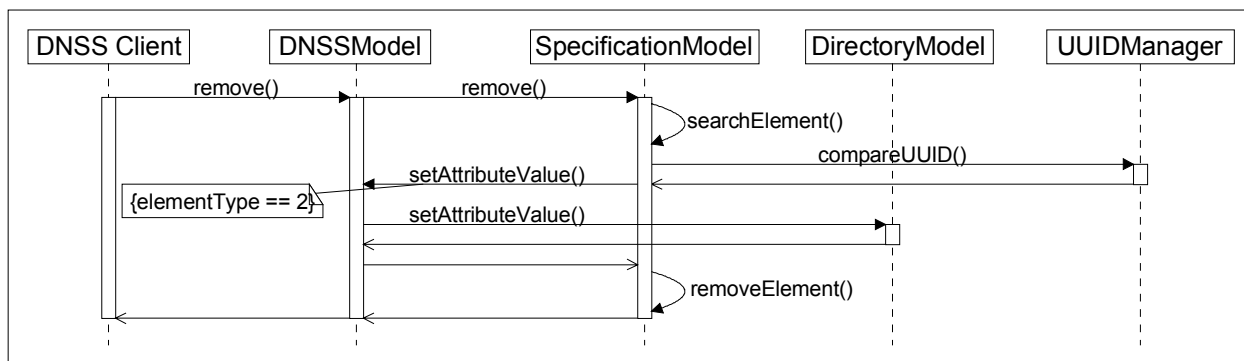 DNSS Client
DNSSModel
SpecificationModel
DirectoryModel
UUIDManager
remove()
remove()
searchElement()
compareUUID()
setAttributeValue()
{elementType == 2}
setAttributeValue()
removeElement()